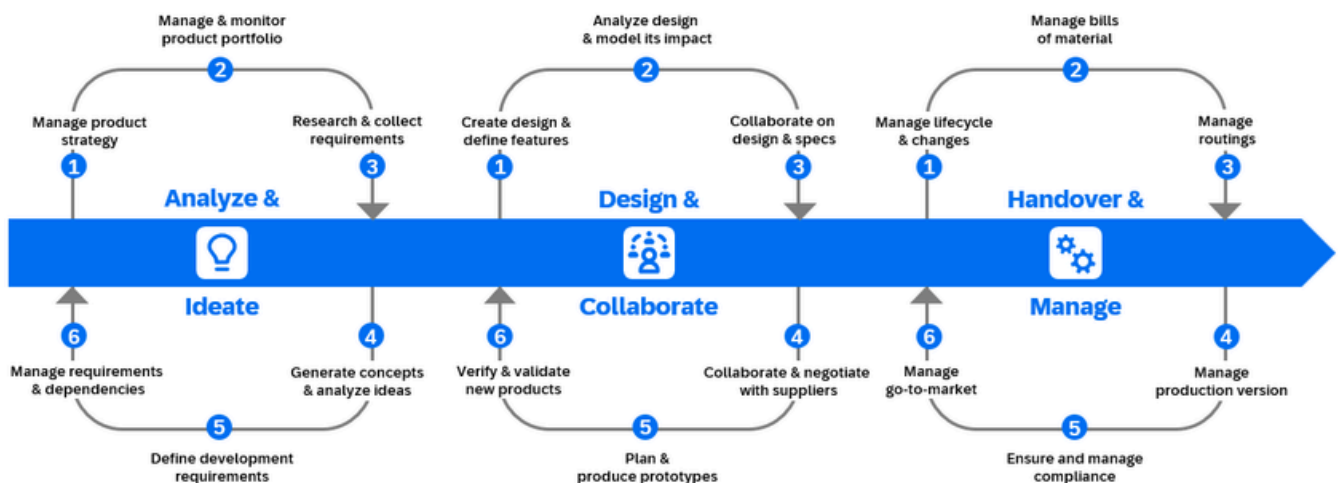 Manage & monitor
product portfolio
2
Manage product
strategy
1
Research & collect
requirements
3
Analyze &
Ideate
6
Manage requirements
& dependencies
4
Generate concepts
& analyze ideas
5
Define development
requirements
Analyze design
& model its impact
2
Create design &
define features
1
Collaborate on
design & specs
3
Design &
Collaborate
6
Verify & validate
new products
4
Collaborate & negotiate
with suppliers
5
Plan &
produce prototypes
Manage bills
of material
2
Manage lifecycle
& changes
1
Manage
routings
3
Handover &
Manage
6
Manage
go-to-market
4
Manage
production version
5
Ensure and manage
compliance